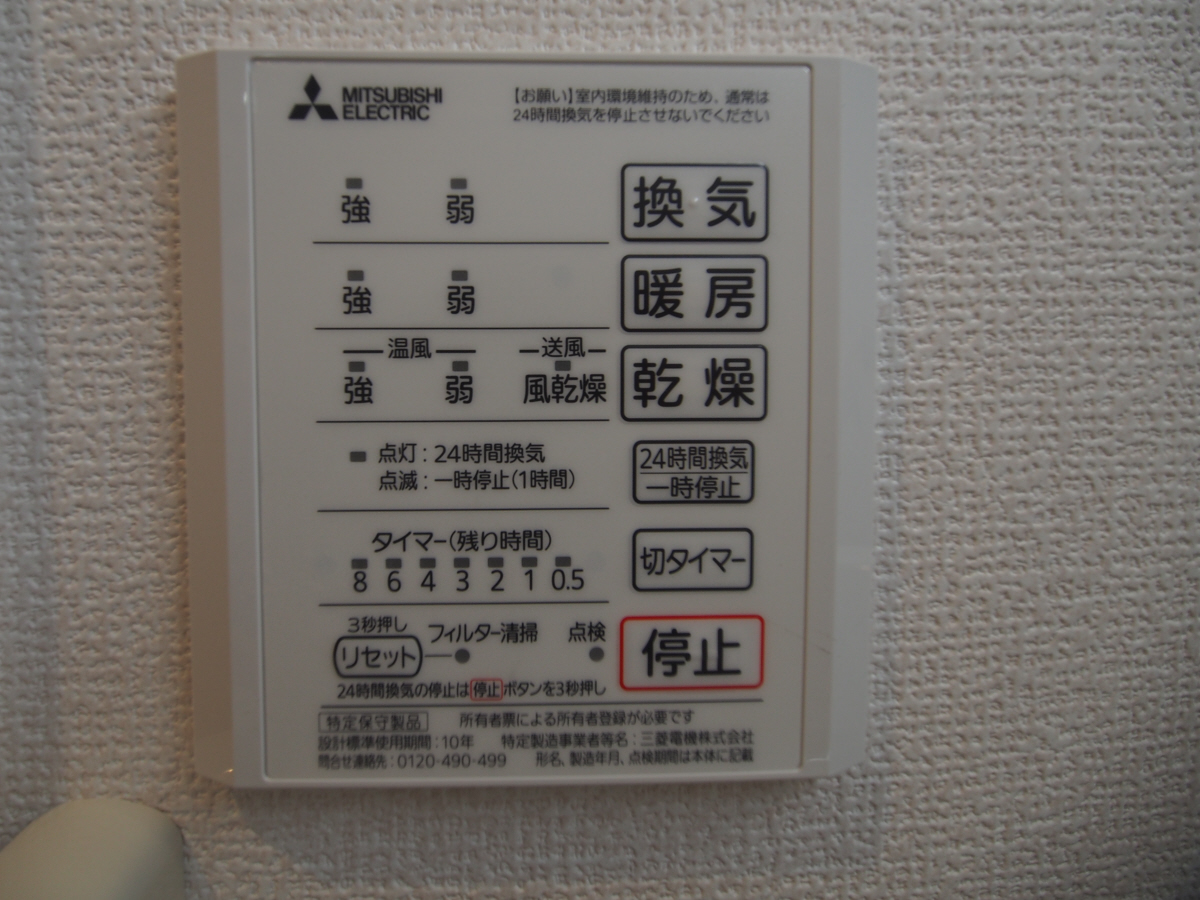 MITSUBISHI
ELECTRIC
【お願い】室内環境維持のため、通常は
24時間換気を停止させないでください
強 弱 換気
強 弱 暖房
温風 送風
強 弱 風乾燥 乾燥
点灯:24時間換気
点滅:一時停止(1時間)
24時間換気
一時停止
タイマー(残り時間)
8 6 4 3 2 1 0.5
切タイマー
3秒押し
リセット フィルター清掃 点検
停止
24時間換気の停止は 停止 ボタンを3秒押し
特定保守製品 所有者票による所有者登録が必要です
設計標準使用期間:10年 特定製造事業者等名:三菱電機株式会社
問合せ連絡先:0120-490-499 形名、製造年月、点検期間は本体に記載